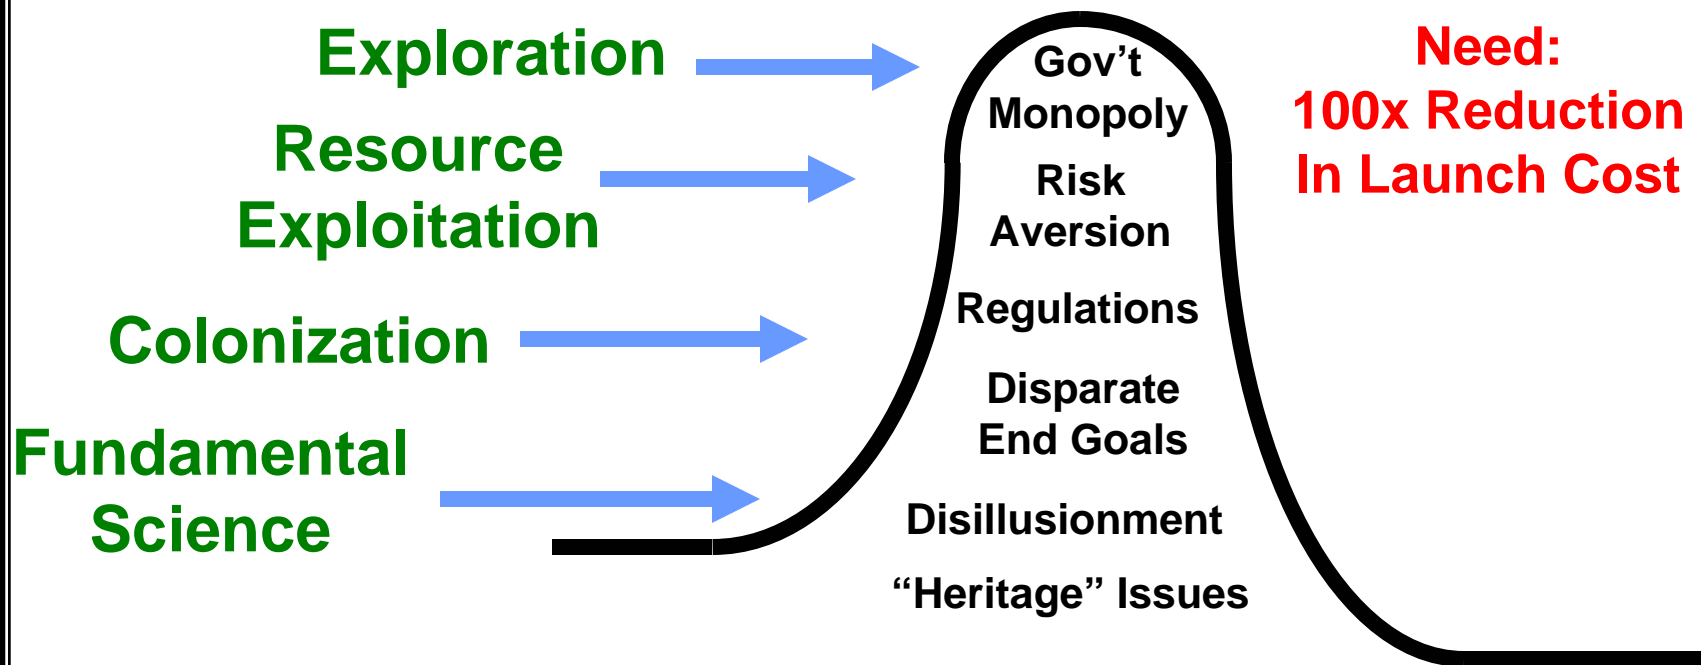 Exploration
Resource
Exploitation
Colonization
Fundamental
Science
Gov’t
Monopoly
Risk
Aversion
Regulations
Disparate
End Goals
Disillusionment
“Heritage” Issues
Need:
100x Reduction
In Launch Cost